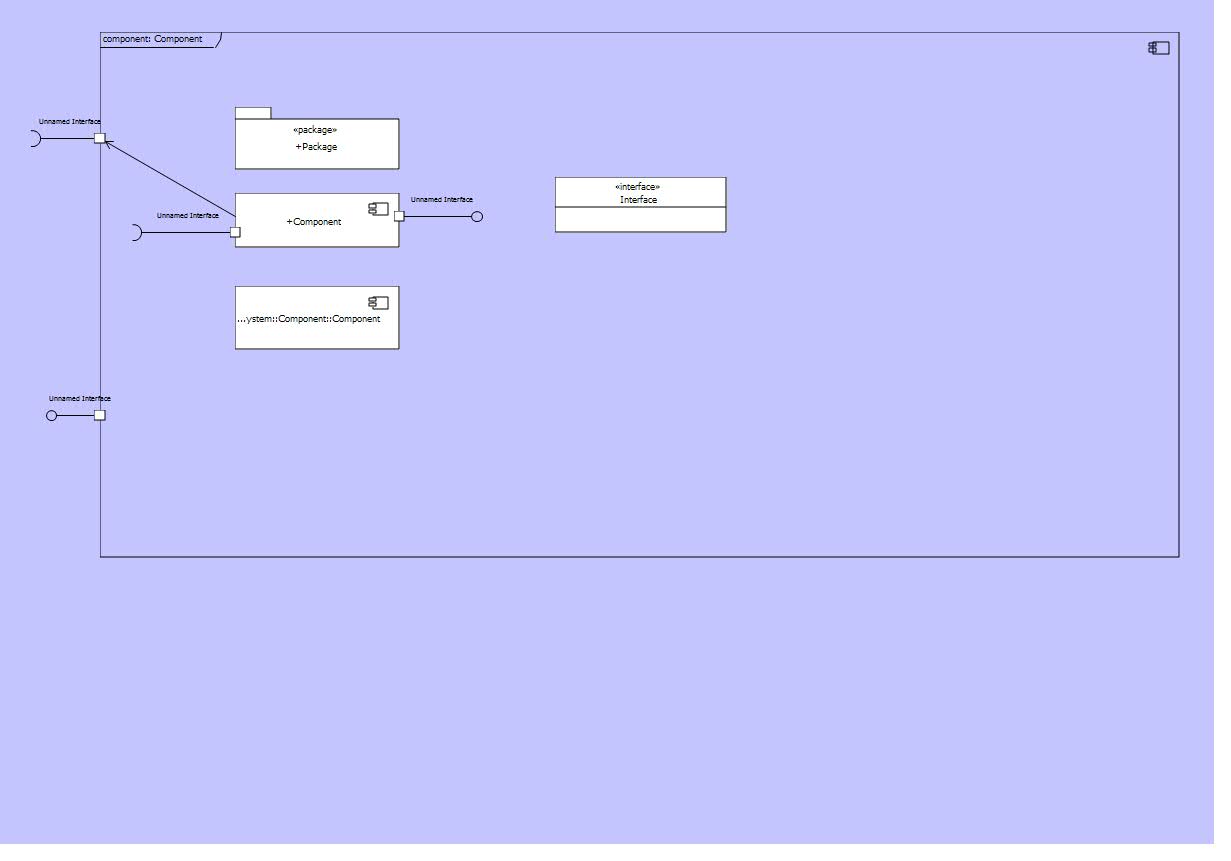 component: Component
Unnamed Interface
«package»
+Package
«interface»
Interface
Unnamed Interface
Unnamed Interface
+Component
...ystem::Component::Component
Unnamed Interface